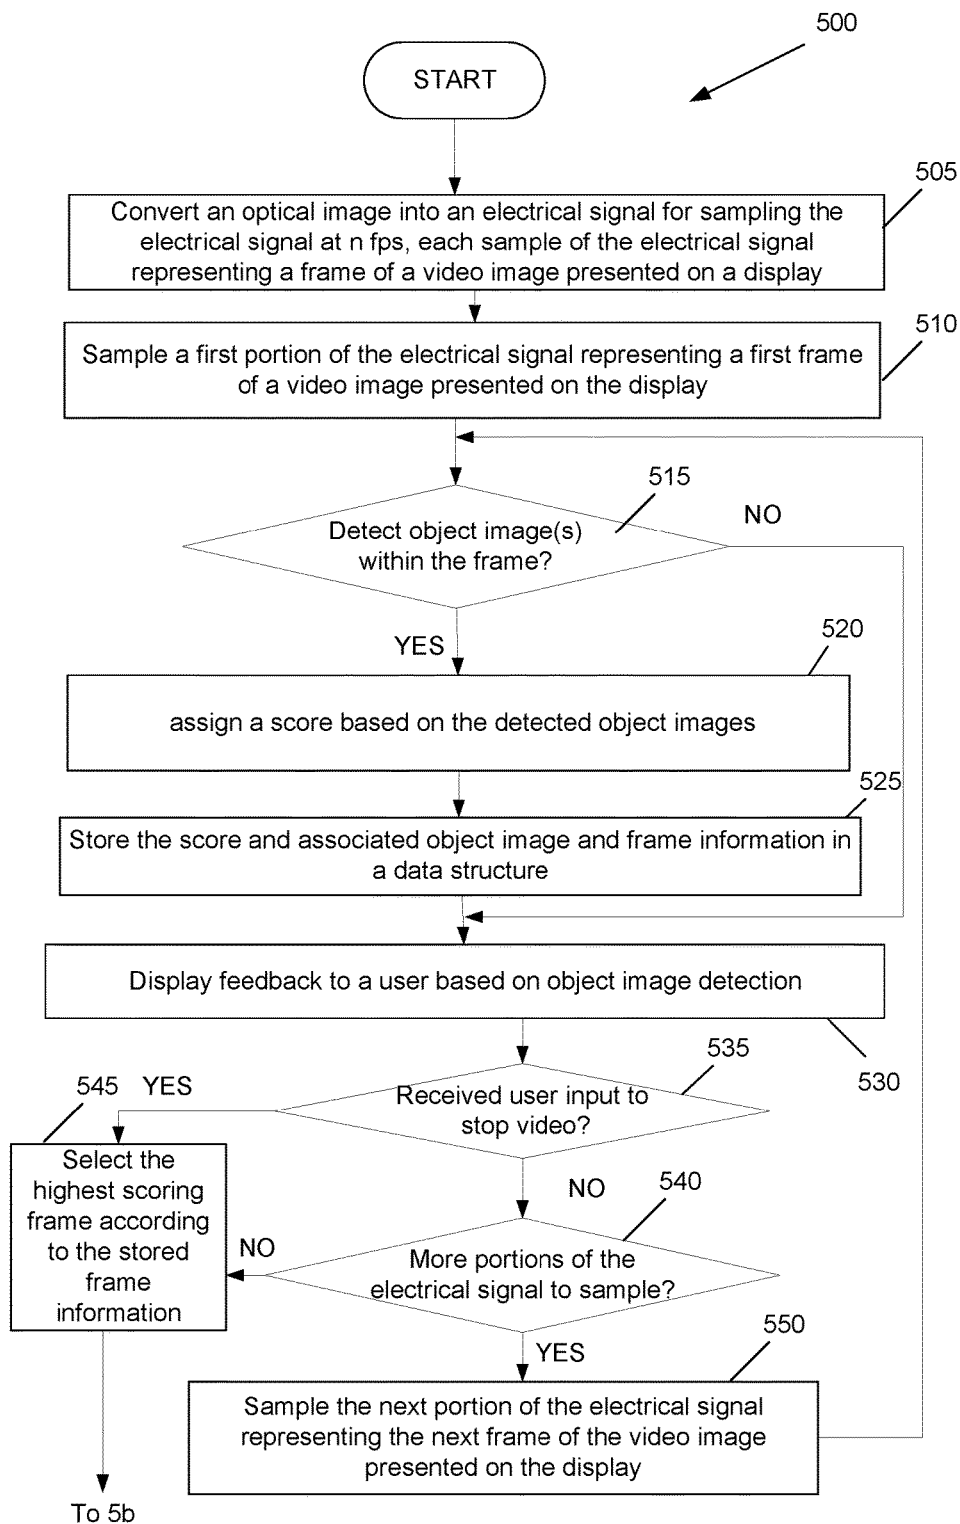 500
START
505
Convert an optical image into an electrical signal for sampling the
electrical signal at n fps, each sample of the electrical signal
representing a frame of a video image presented on a display
510
Sample a first portion of the electrical signal representing a first frame
of a video image presented on the display
515
NO
Detect object image(s)
within the frame?
YES
520
assign a score based on the detected object images
525
Store the score and associated object image and frame information in
a data structure
Display feedback to a user based on object image detection
530
535
545
YES
Received user input to
stop video?
Select the
highest scoring
frame according
to the stored
frame
information
NO
540
NO
More portions of the
electrical signal to sample?
550
YES
Sample the next portion of the electrical signal
representing the next frame of the video image
presented on the display
To 5b